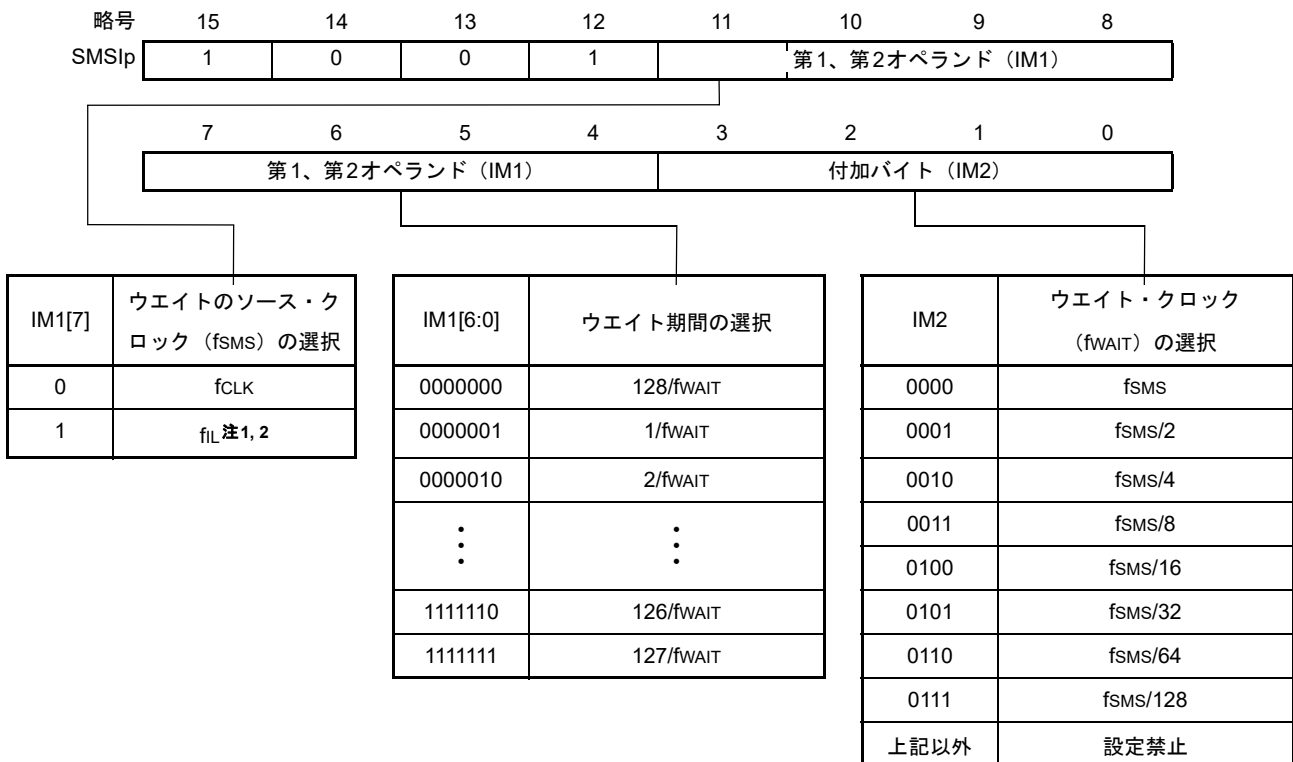 略号 15 14 13 12 11 10 9 8
SMSIp 1 0 0 1 第1、第2オペランド（IM1）
7 6 5 4 3 2 1 0
第1、第2オペランド（IM1） 付加バイト（IM2）
IM1[7] ウエイトのソース・ク
ロック（fSMS）の選択
0 fCLK
1 fIL注1, 2
IM1[6:0] ウエイト期間の選択
0000000 128/fWAIT
0000001 1/fWAIT
0000010 2/fWAIT
1111110 126/fWAIT
1111111 127/fWAIT
IM2 ウエイト・クロック
（fWAIT）の選択
0000 fSMS
0001 fSMS/2
0010 fSMS/4
0011 fSMS/8
0100 fSMS/16
0101 fSMS/32
0110 fSMS/64
0111 fSMS/128
上記以外 設定禁止